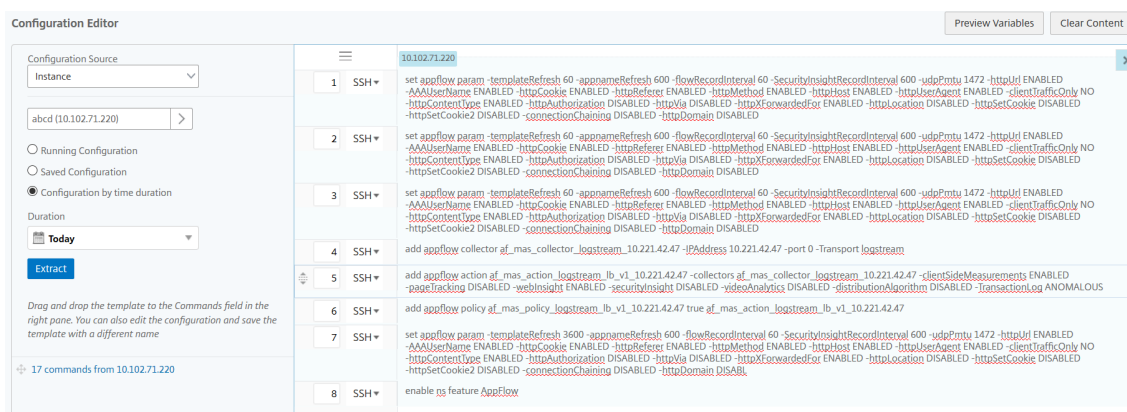 Configuration Editor
Preview Variables
Clear Content
Configuration Source
Instance
abcd (10.102.71.220)
Running Configuration
Saved Configuration
Configuration by time duration
Duration
Today
Extract
Drag and drop the template to the Commands field in the
right pane. You can also edit the configuration and save the
template with a different name
17 commands from 10.102.71.220
10.102.71.220
1 SSH
set appflow param -templateRefresh 60 -appnameRefresh 600 -flowRecordInterval 60 -SecurityInsightRecordInterval 600 -udpPmtu 1472 -httpUrl ENABLED
-AAAUserName ENABLED -httpCookie ENABLED -httpReferer ENABLED -httpMethod ENABLED -httpHost ENABLED -httpUserAgent ENABLED -clientTrafficOnly NO
-httpContentType ENABLED -httpAuthorization DISABLED -httpVia DISABLED -httpXForwardedFor ENABLED -httpLocation DISABLED -httpSetCookie DISABLED
-httpSetCookie2 DISABLED -connectionChaining DISABLED -httpDomain DISABLED
2 SSH
set appflow param -templateRefresh 60 -appnameRefresh 600 -flowRecordInterval 60 -SecurityInsightRecordInterval 600 -udpPmtu 1472 -httpUrl ENABLED
-AAAUserName ENABLED -httpCookie ENABLED -httpReferer ENABLED -httpMethod ENABLED -httpHost ENABLED -httpUserAgent ENABLED -clientTrafficOnly NO
-httpContentType ENABLED -httpAuthorization DISABLED -httpVia DISABLED -httpXForwardedFor ENABLED -httpLocation DISABLED -httpSetCookie DISABLED
-httpSetCookie2 DISABLED -connectionChaining DISABLED -httpDomain DISABLED
3 SSH
set appflow param -templateRefresh 60 -appnameRefresh 600 -flowRecordInterval 60 -SecurityInsightRecordInterval 600 -udpPmtu 1472 -httpUrl ENABLED
-AAAUserName ENABLED -httpCookie ENABLED -httpReferer ENABLED -httpMethod ENABLED -httpHost ENABLED -httpUserAgent ENABLED -clientTrafficOnly NO
-httpContentType ENABLED -httpAuthorization DISABLED -httpVia DISABLED -httpXForwardedFor ENABLED -httpLocation DISABLED -httpSetCookie DISABLED
-httpSetCookie2 DISABLED -connectionChaining DISABLED -httpDomain DISABLED
4 SSH
add appflow collector af_mas_collector_logstream_10.221.42.47 -IPAddress 10.221.42.47 -port 0 -Transport logstream
5 SSH
add appflow action af_mas_action_logstream_lb_v1_10.221.42.47 -collectors af_mas_collector_logstream_10.221.42.47 -clientSideMeasurements ENABLED
-pageTracking DISABLED -webInsight ENABLED -securityInsight DISABLED -videoAnalytics DISABLED -distributionAlgorithm DISABLED -TransactionLog ANOMALOUS
6 SSH
add appflow policy af_mas_policy_logstream_lb_v1_10.221.42.47 true af_mas_action_logstream_lb_v1_10.221.42.47
7 SSH
set appflow param -templateRefresh 3600 -appnameRefresh 600 -flowRecordInterval 60 -SecurityInsightRecordInterval 600 -udpPmtu 1472 -httpUrl ENABLED
-AAAUserName ENABLED -httpCookie ENABLED -httpReferer ENABLED -httpMethod ENABLED -httpHost ENABLED -httpUserAgent ENABLED -clientTrafficOnly NO
-httpContentType ENABLED -httpAuthorization DISABLED -httpVia DISABLED -httpXForwardedFor ENABLED -httpLocation DISABLED -httpSetCookie DISABLED
-httpSetCookie2 DISABLED -connectionChaining DISABLED -httpDomain DISABL
8 SSH
enable ns feature AppFlow